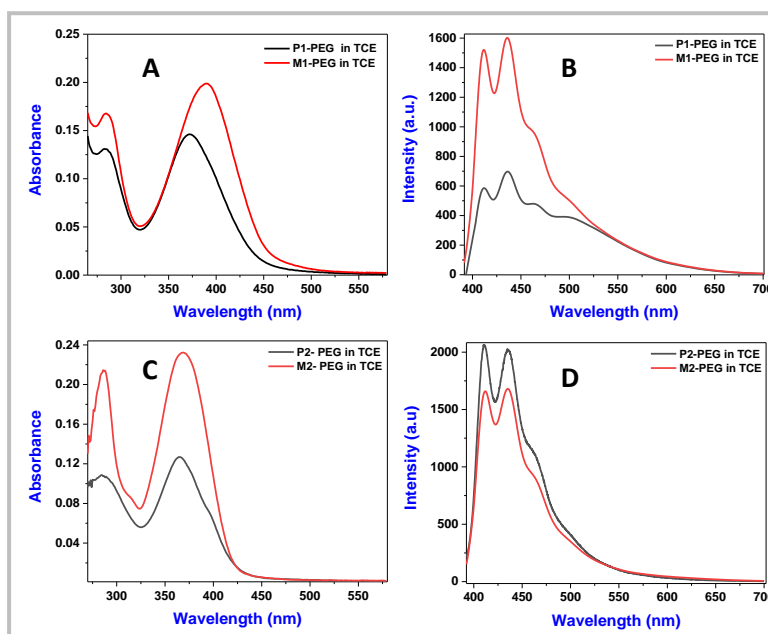 A
P1-PEG in TCE
M1-PEG in TCE
0.25
0.20
0.15
0.10
0.05
0.00
Absorbance
300 350 400 450 500 550
Wavelength (nm)
B
P1-PEG in TCE
M1-PEG in TCE
1600
1400
1200
1000
800
600
400
200
0
Intensity (a.u.)
400 450 500 550 600 650 700
Wavelength (nm)
C
P2- PEG in TCE
M2- PEG in TCE
0.24
0.20
0.16
0.12
0.08
0.04
Absorbance
300 350 400 450 500 550
Wavelength (nm)
D
P2-PEG in TCE
M2-PEG in TCE
2000
1500
1000
500
0
Intensity (a.u)
400 450 500 550 600 650 700
Wavelength (nm)